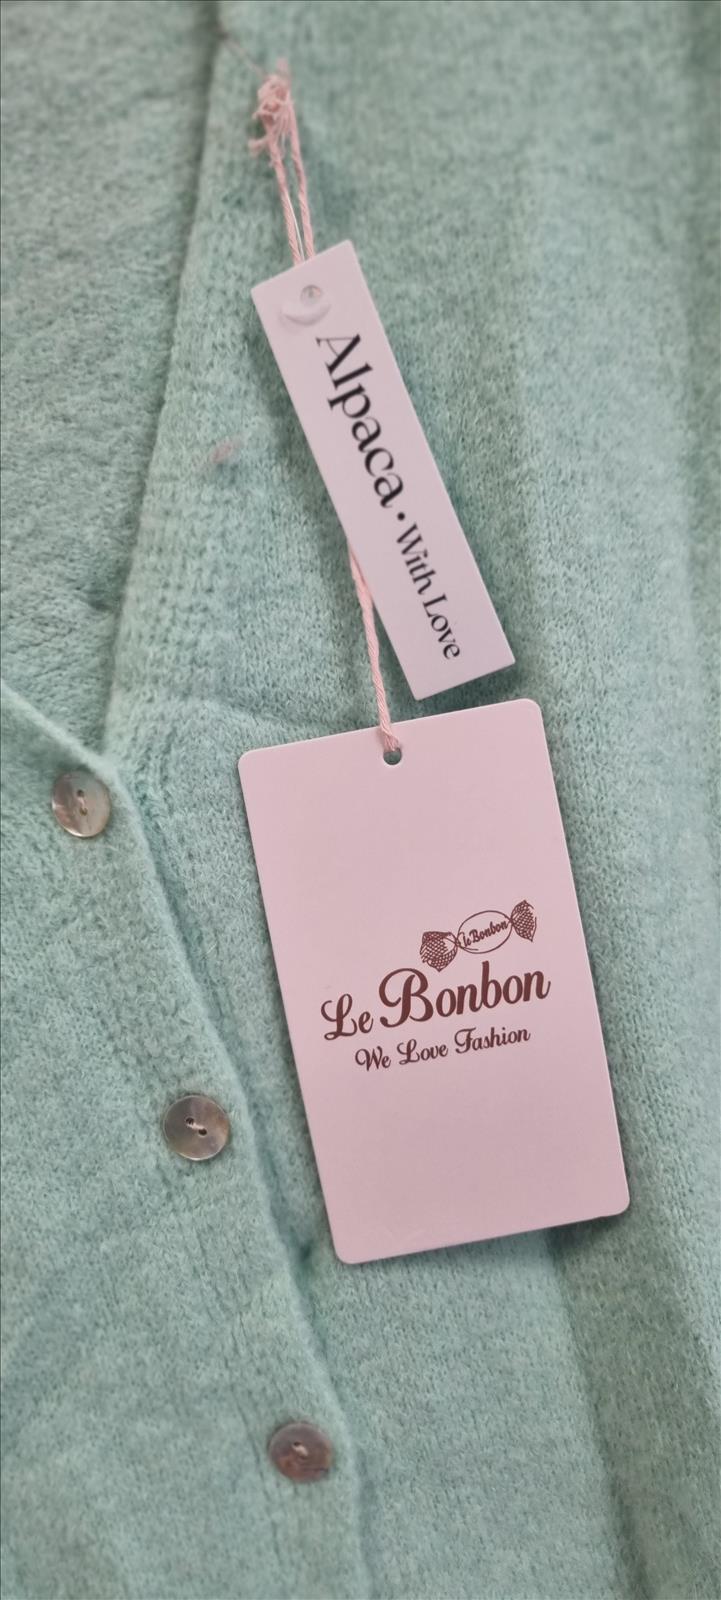 Alpaca • With Love
le Bonbon
Le Bonbon
We Love Fashion